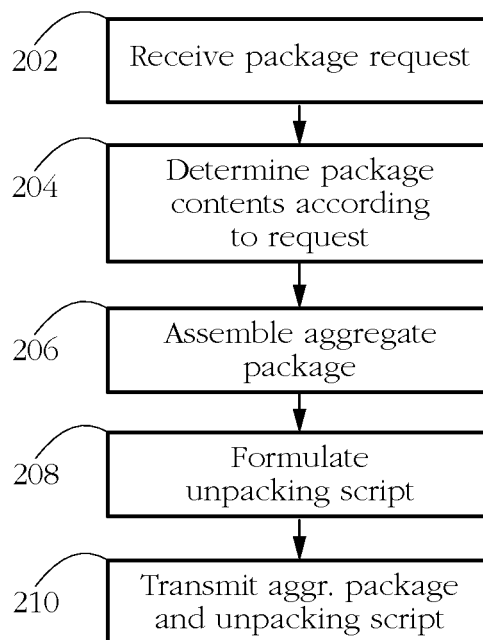 202
Receive package request
204
Determine package
contents according
to request
206
Assemble aggregate
package
208
Formulate
unpacking script
210
Transmit aggr. package
and unpacking script